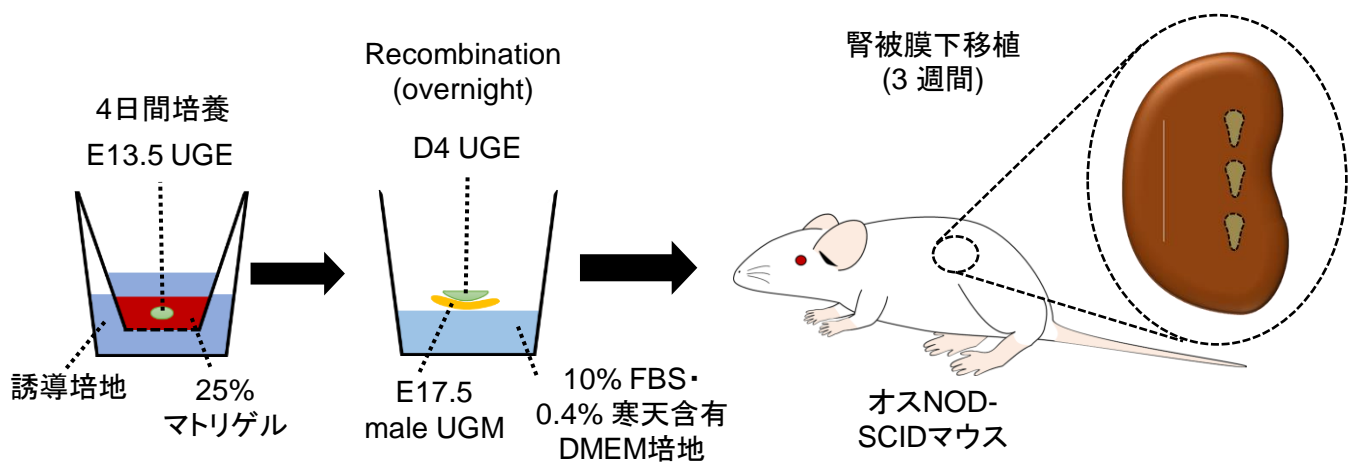 4日間培養
E13.5 UGE
誘導培地
25%
マトリゲル
Recombination
(overnight)
D4 UGE
E17.5
male UGM
10% FBS・
0.4% 寒天含有
DMEM培地
腎被膜下移植
(3 週間)
オスNOD-
SCIDマウス